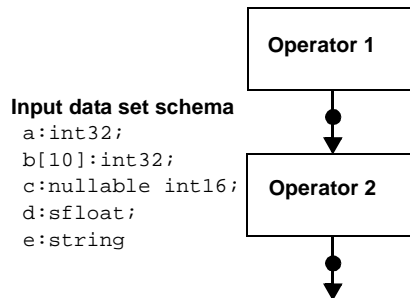 Operator 1
Input data set schema
a:int32;
b[10]:int32;
c:nullable int16;
d:sfloat;
e:string
Operator 2